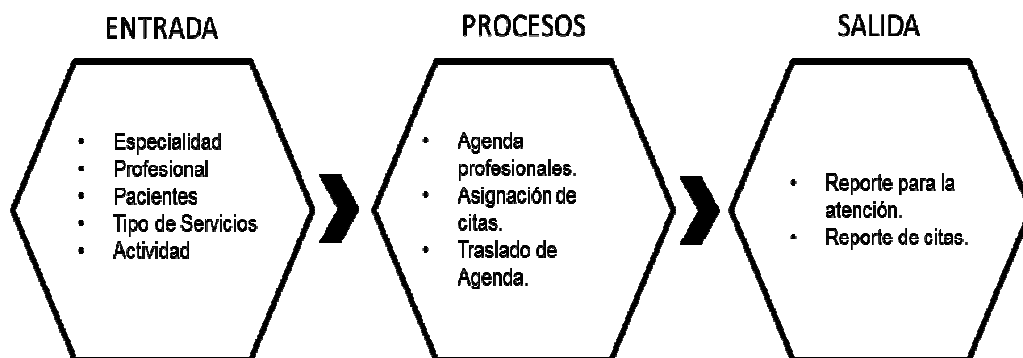 ENTRADA
• Especialidad
• Profesional
• Pacientes
• Tipo de Servicios
• Actividad
PROCESOS
• Agenda
profesionales.
• Asignación de
citas.
• Traslado de
Agenda.
SALIDA
• Reporte para la
atención.
• Reporte de citas.